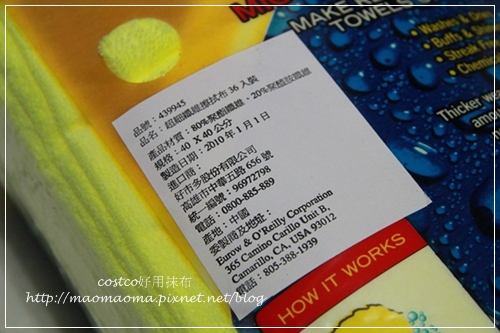 MAKE R
TOWELS
Washes &
Buffs & Shin
Streak Fre
Chemic
Thicker we
amou
品號：439945
品名：超細纖維擦拭布 36 入裝
產品材質：80%聚酯纖維、20%聚醯胺纖維
規格：40 X 40 公分
製造日期：2010 年 1 月 1 日
進口商：
好市多股份有限公司
高雄市中華五路 656 號
統一編號：96972798
電話：0800-885-889
產地：中國
委製商及地址：
Eurow & O'Reilly Corporation
365 Camino Carillo Unit B,
Camarillo, CA, USA 93012
電話：805-388-1939
HOW IT WORKS
costco好用抹布
http://maomaoma.pixnet.net/blog